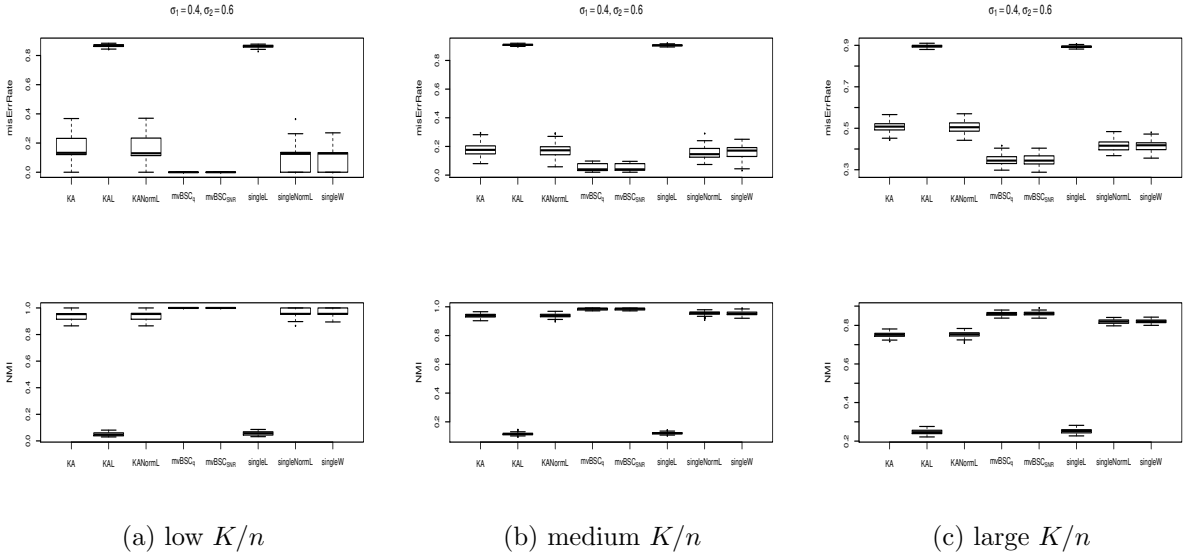 σ₁ = 0.4, σ₂ = 0.6
misErrRate
0.0 0.2 0.4 0.6 0.8
KA KAL KANormL mvBSCq mvBSCSNR singleL singleNormL singleW
σ₁ = 0.4, σ₂ = 0.6
misErrRate
0.0 0.2 0.4 0.6 0.8
KA KAL KANormL mvBSCq mvBSCSNR singleL singleNormL singleW
σ₁ = 0.4, σ₂ = 0.6
misErrRate
0.3 0.5 0.7 0.9
KA KAL KANormL mvBSCq mvBSCSNR singleL singleNormL singleW
NMI
0.0 0.2 0.4 0.6 0.8 1.0
KA KAL KANormL mvBSCq mvBSCSNR singleL singleNormL singleW
NMI
0.2 0.4 0.6 0.8 1.0
KA KAL KANormL mvBSCq mvBSCSNR singleL singleNormL singleW
NMI
0.2 0.4 0.6 0.8
KA KAL KANormL mvBSCq mvBSCSNR singleL singleNormL singleW
(a) low K/n
(b) medium K/n
(c) large K/n